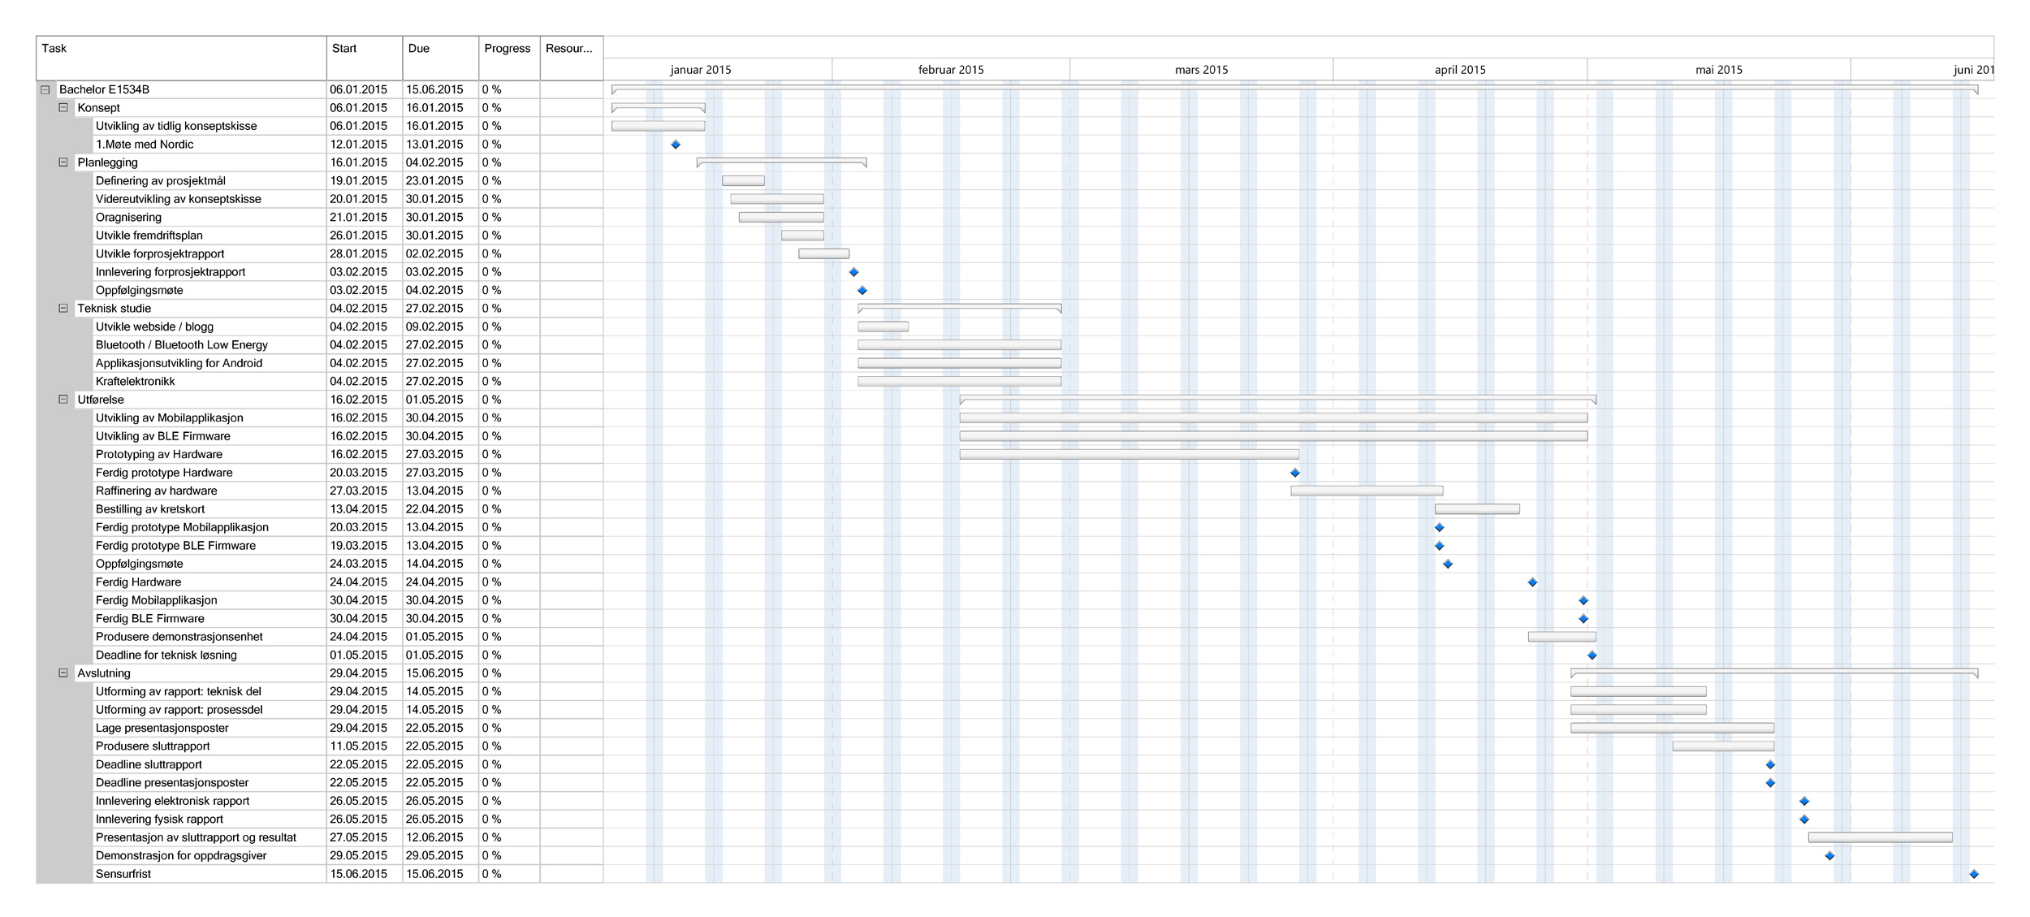 Task Start Due Progress Resour...
januar 2015 februar 2015 mars 2015 april 2015 mai 2015 juni 201
Bachelor E1534B 06.01.2015 15.06.2015 0 %
Konsept 06.01.2015 16.01.2015 0 %
Utvikling av tidlig konseptskisse 06.01.2015 16.01.2015 0 %
1.Møte med Nordic 12.01.2015 13.01.2015 0 %
Planlegging 16.01.2015 04.02.2015 0 %
Definering av prosjektmål 19.01.2015 23.01.2015 0 %
Videreutvikling av konseptskisse 20.01.2015 30.01.2015 0 %
Oragnisering 21.01.2015 30.01.2015 0 %
Utvikle fremdriftsplan 26.01.2015 30.01.2015 0 %
Utvikle forprosjektrapport 28.01.2015 02.02.2015 0 %
Innlevering forprosjektrapport 03.02.2015 03.02.2015 0 %
Oppfølgingsmøte 03.02.2015 04.02.2015 0 %
Teknisk studie 04.02.2015 27.02.2015 0 %
Utvikle webside / blogg 04.02.2015 09.02.2015 0 %
Bluetooth / Bluetooth Low Energy 04.02.2015 27.02.2015 0 %
Applikasjonsutvikling for Android 04.02.2015 27.02.2015 0 %
Kraftelektronikk 04.02.2015 27.02.2015 0 %
Utførelse 16.02.2015 01.05.2015 0 %
Utvikling av Mobilapplikasjon 16.02.2015 30.04.2015 0 %
Utvikling av BLE Firmware 16.02.2015 30.04.2015 0 %
Prototyping av Hardware 16.02.2015 27.03.2015 0 %
Ferdig prototype Hardware 20.03.2015 27.03.2015 0 %
Raffinering av hardware 27.03.2015 13.04.2015 0 %
Bestilling av kretskort 13.04.2015 22.04.2015 0 %
Ferdig prototype Mobilapplikasjon 20.03.2015 13.04.2015 0 %
Ferdig prototype BLE Firmware 19.03.2015 13.04.2015 0 %
Oppfølgingsmøte 24.03.2015 14.04.2015 0 %
Ferdig Hardware 24.04.2015 24.04.2015 0 %
Ferdig Mobilapplikasjon 30.04.2015 30.04.2015 0 %
Ferdig BLE Firmware 30.04.2015 30.04.2015 0 %
Produsere demonstrasjonsenhet 24.04.2015 01.05.2015 0 %
Deadline for teknisk løsning 01.05.2015 01.05.2015 0 %
Avslutning 29.04.2015 15.06.2015 0 %
Utforming av rapport: teknisk del 29.04.2015 14.05.2015 0 %
Utforming av rapport: prosessdel 29.04.2015 14.05.2015 0 %
Lage presentasjonsposter 29.04.2015 22.05.2015 0 %
Produsere sluttrapport 11.05.2015 22.05.2015 0 %
Deadline sluttrapport 22.05.2015 22.05.2015 0 %
Deadline presentasjonsposter 22.05.2015 22.05.2015 0 %
Innlevering elektronisk rapport 26.05.2015 26.05.2015 0 %
Innlevering fysisk rapport 26.05.2015 26.05.2015 0 %
Presentasjon av sluttrapport og resultat 27.05.2015 12.06.2015 0 %
Demonstrasjon for oppdragsgiver 29.05.2015 29.05.2015 0 %
Sensurfrist 15.06.2015 15.06.2015 0 %